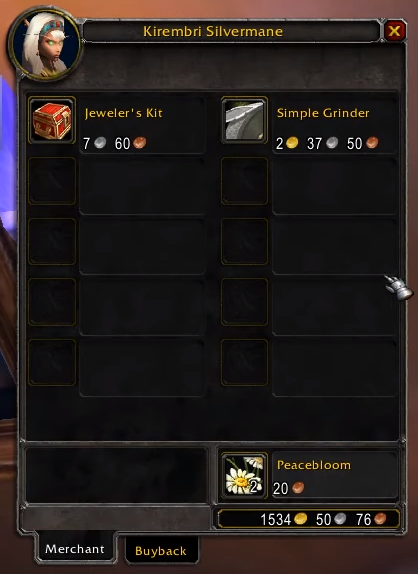 Kirembri Silvermane
Jeweler's Kit
7 60
Simple Grinder
2 37 50
2
Peacebloom
20
1534 50 76
Merchant
Buyback